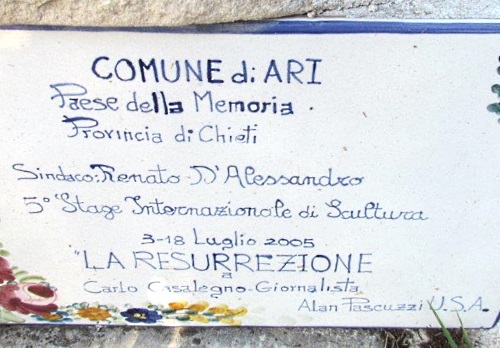 COMUNE di ARI
Paese della Memoria.
Provincia di Chieti
Sindaco: Renato D'Alessandro
5° Stage Internazionale di Scultura
3-18 Luglio 2005
"LA RESURREZIONE
a
Carlo Casalegno-Giornalista
Alan Pascuzzi U.S.A.